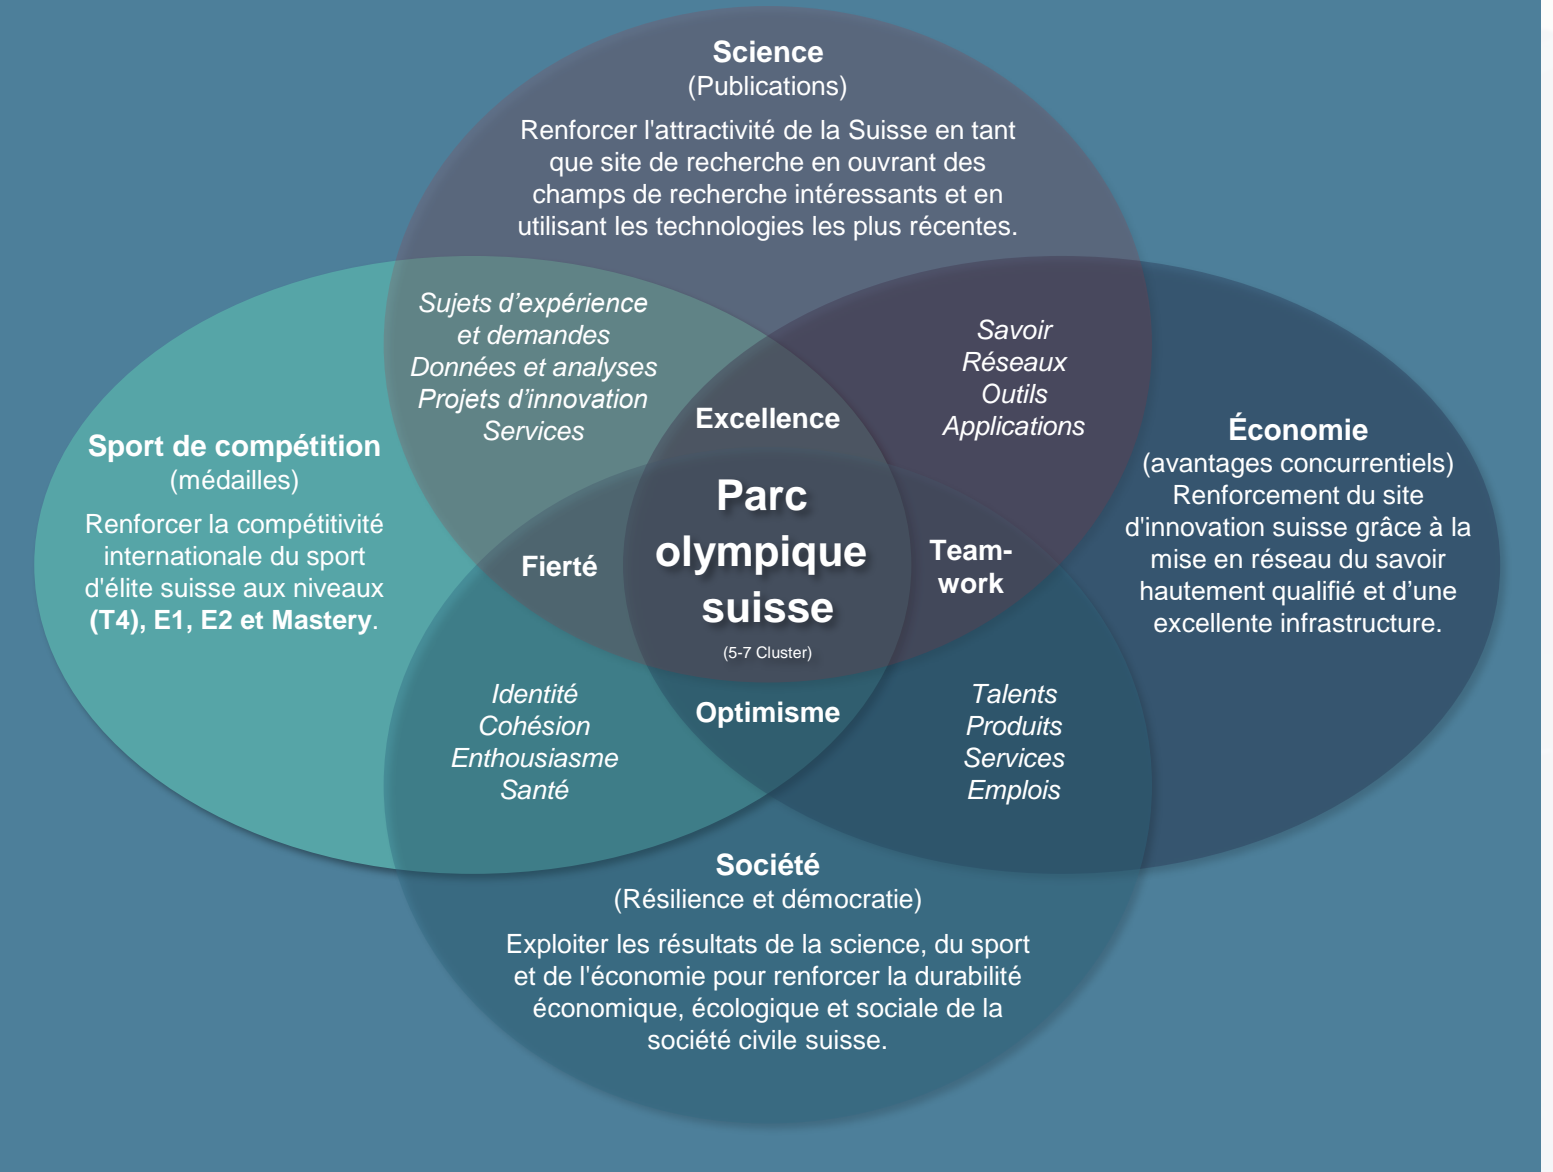 Science
(Publications)
Renforcer l'attractivité de la Suisse en tant
que site de recherche en ouvrant des
champs de recherche intéressants et en
utilisant les technologies les plus récentes.
Sujets d’expérience
et demandes
Données et analyses
Projets d’innovation
Services
Savoir
Réseaux
Outils
Applications
Excellence
Sport de compétition
(médailles)
Renforcer la compétitivité
internationale du sport
d'élite suisse aux niveaux
(T4), E1, E2 et Mastery.
Fierté
Parc
olympique
suisse
(5-7 Cluster)
Team-
work
Économie
(avantages concurrentiels)
Renforcement du site
d'innovation suisse grâce à la
mise en réseau du savoir
hautement qualifié et d’une
excellente infrastructure.
Optimisme
Identité
Cohésion
Enthousiasme
Santé
Talents
Produits
Services
Emplois
Société
(Résilience et démocratie)
Exploiter les résultats de la science, du sport
et de l'économie pour renforcer la durabilité
économique, écologique et sociale de la
société civile suisse.